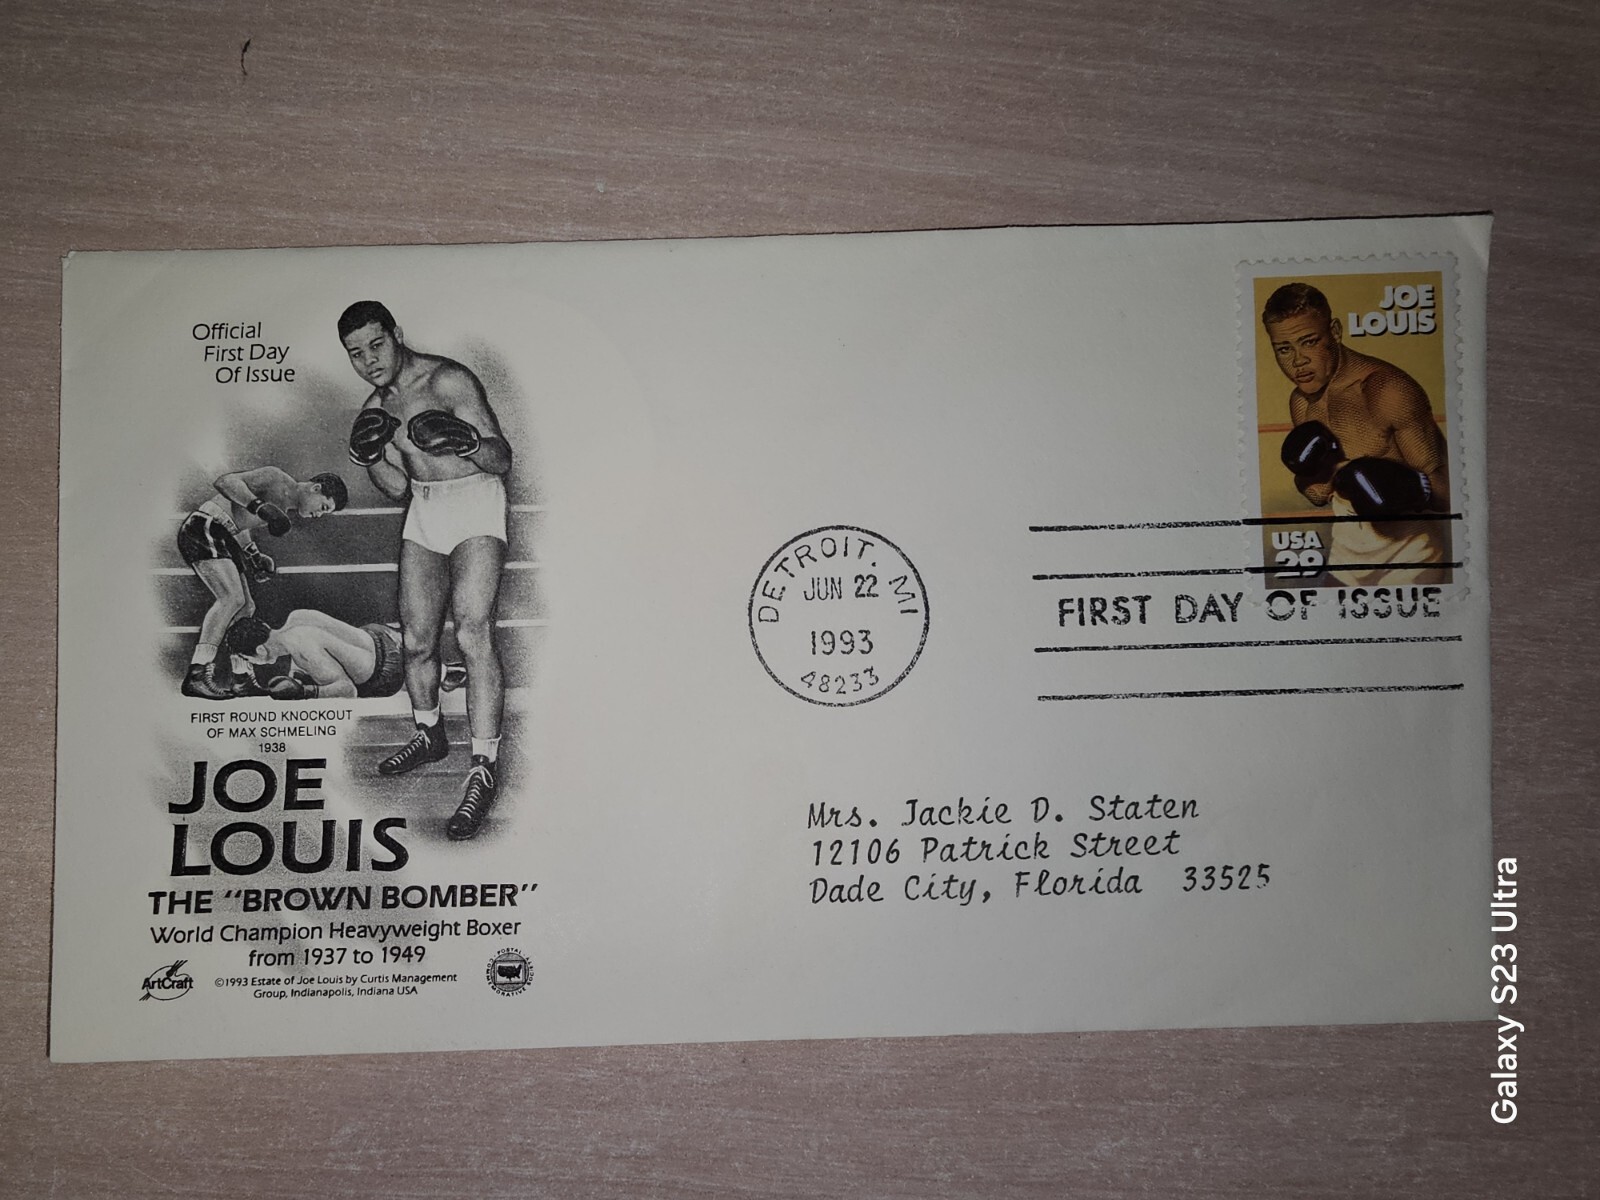 Official
First Day
Of Issue
FIRST ROUND KNOCKOUT
OF MAX SCHMELING
1938
JOE
LOUIS
THE "BROWN BOMBER"
World Champion Heavyweight Boxer
from 1937 to 1949
ArtCraft
©1993 Estate of Joe Louis by Curtis Management
Group, Indianapolis, Indiana USA
POSTAL COMMEMORATIVE SOCIETY
DETROIT, MI
JUN 22
1993
48233
JOE
LOUIS
USA
29
FIRST DAY OF ISSUE
Mrs. Jackie D. Staten
12106 Patrick Street
Dade City, Florida 33525
Galaxy S23 Ultra